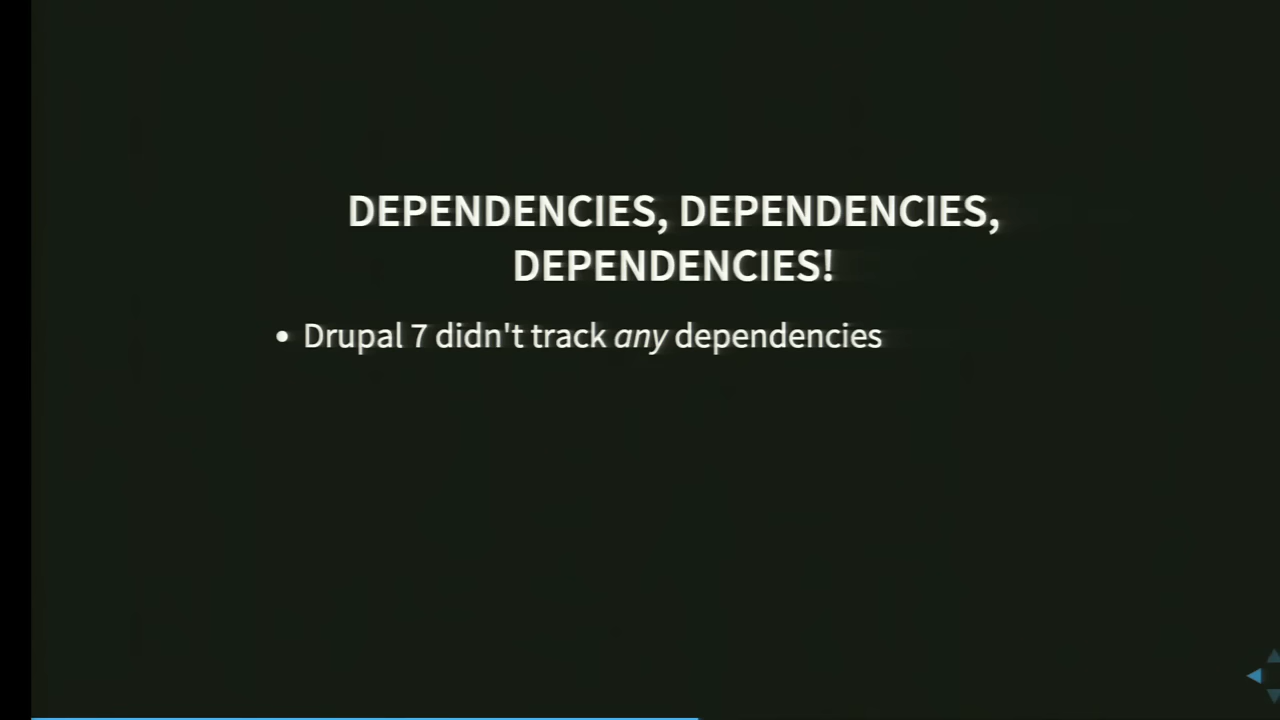 DEPENDENCIES, DEPENDENCIES,
DEPENDENCIES!
• Drupal 7 didn't track any dependencies